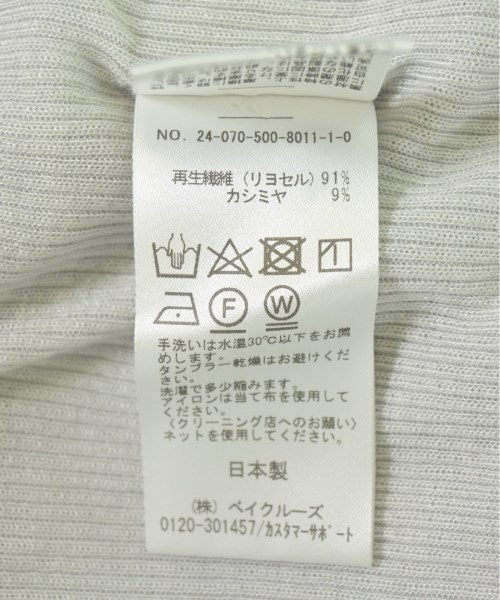 NO. 24-070-500-8011-1-0
再生繊維 (リヨセル) 91%
カシミヤ 9%
F W
手洗いは水温30℃以下をお薦
めします。
タンブラー乾燥はお避けくだ
さい。
洗濯で多少縮みます。
アイロンは当て布を使用して
ください。
〈クリーニング店へのお願い〉
ネットを使用してください。
日本製
(株) ベイクルーズ
0120-301457/カスタマーサポート